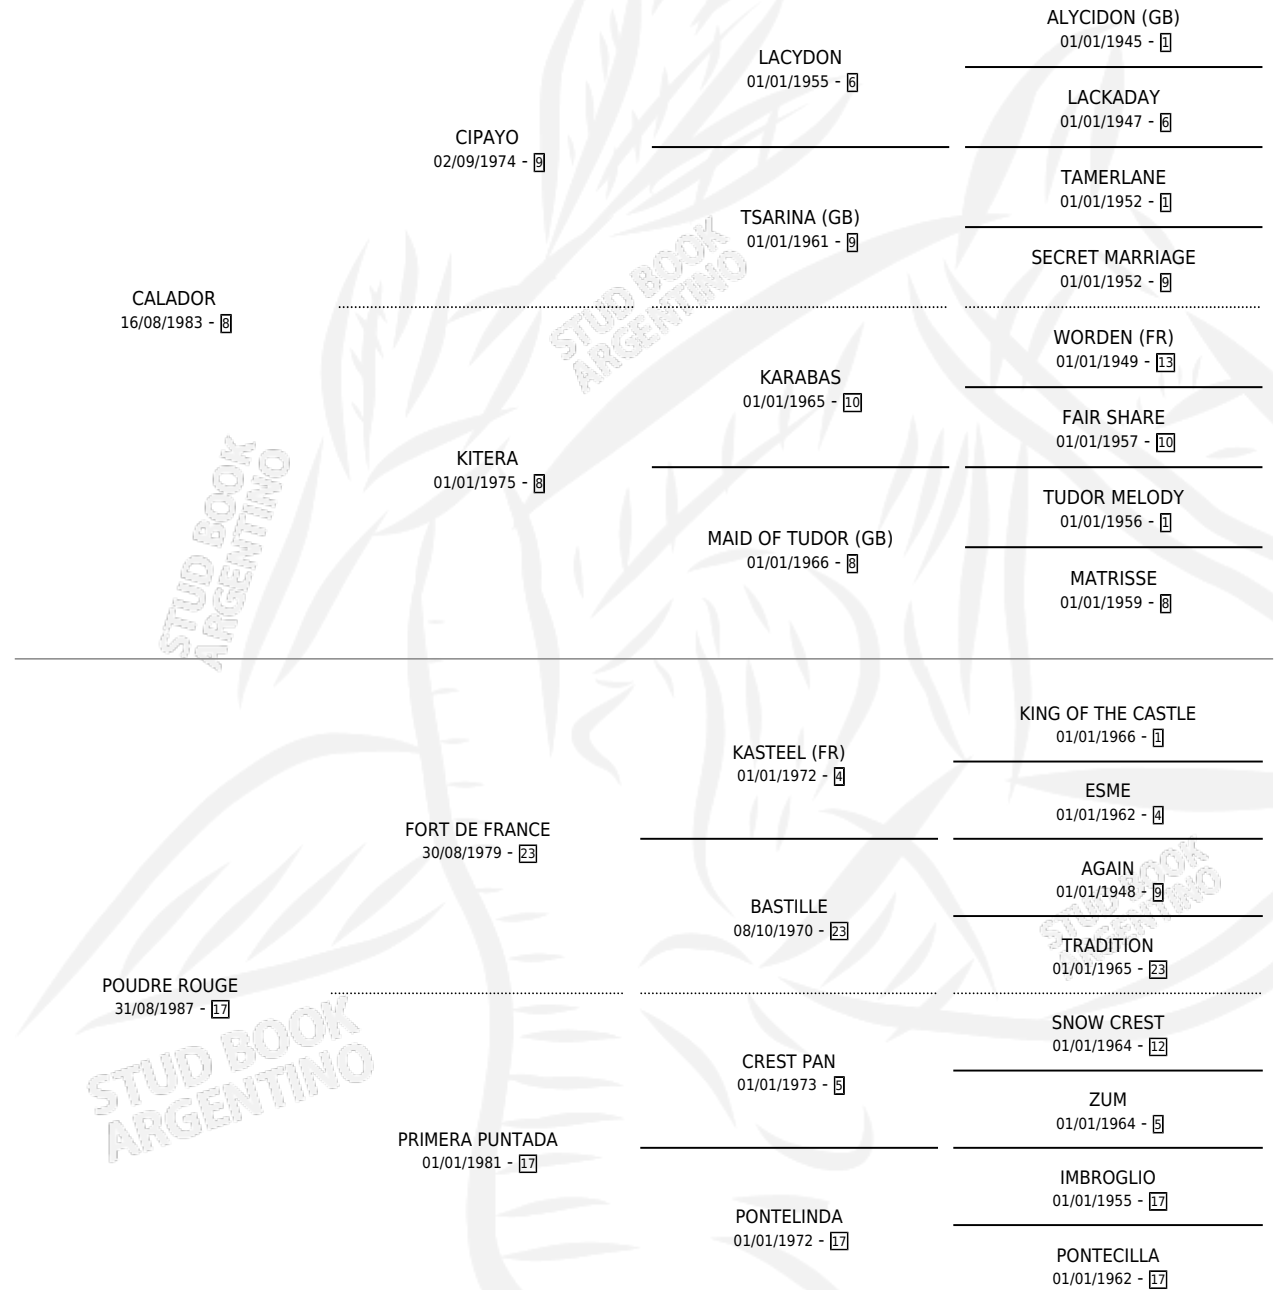 ALYCIDON (GB)
01/01/1945 - 1
LACYDON
01/01/1955 - 6
LACKADAY
01/01/1947 - 6
CIPAYO
02/09/1974 - 9
TAMERLANE
01/01/1952 - 1
TSARINA (GB)
01/01/1961 - 9
SECRET MARRIAGE
01/01/1952 - 9
CALADOR
16/08/1983 - 8
WORDEN (FR)
01/01/1949 - 13
KARABAS
01/01/1965 - 10
FAIR SHARE
01/01/1957 - 10
KITERA
01/01/1975 - 8
TUDOR MELODY
01/01/1956 - 1
MAID OF TUDOR (GB)
01/01/1966 - 8
MATRISSE
01/01/1959 - 8
KING OF THE CASTLE
01/01/1966 - 1
KASTEEL (FR)
01/01/1972 - 4
ESME
01/01/1962 - 4
FORT DE FRANCE
30/08/1979 - 23
AGAIN
01/01/1948 - 9
BASTILLE
08/10/1970 - 23
TRADITION
01/01/1965 - 23
POUDRE ROUGE
31/08/1987 - 17
SNOW CREST
01/01/1964 - 12
CREST PAN
01/01/1973 - 5
ZUM
01/01/1964 - 5
PRIMERA PUNTADA
01/01/1981 - 17
IMBROGLIO
01/01/1955 - 17
PONTELINDA
01/01/1972 - 17
PONTECILLA
01/01/1962 - 17
STUD BOOK
ARGENTINO
STUD BOOK
ARGENTINO
STUD BOOK
ARGENTINO
STUD BOOK
ARGENTINO